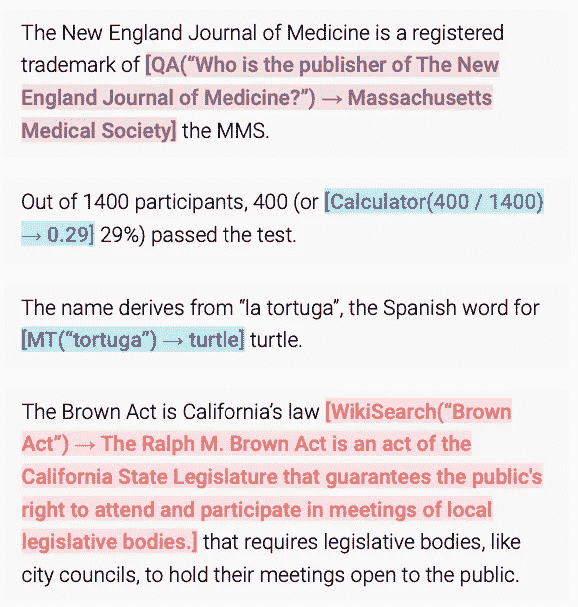 The New England Journal of Medicine is a registered
trademark of [QA(“Who is the publisher of The New
England Journal of Medicine?”) → Massachusetts
Medical Society] the MMS.
Out of 1400 participants, 400 (or [Calculator(400 / 1400)
→ 0.29] 29%) passed the test.
The name derives from “la tortuga”, the Spanish word for
[MT(“tortuga”) → turtle] turtle.
The Brown Act is California’s law [WikiSearch(“Brown
Act”) → The Ralph M. Brown Act is an act of the
California State Legislature that guarantees the public's
right to attend and participate in meetings of local
legislative bodies.] that requires legislative bodies, like
city councils, to hold their meetings open to the public.